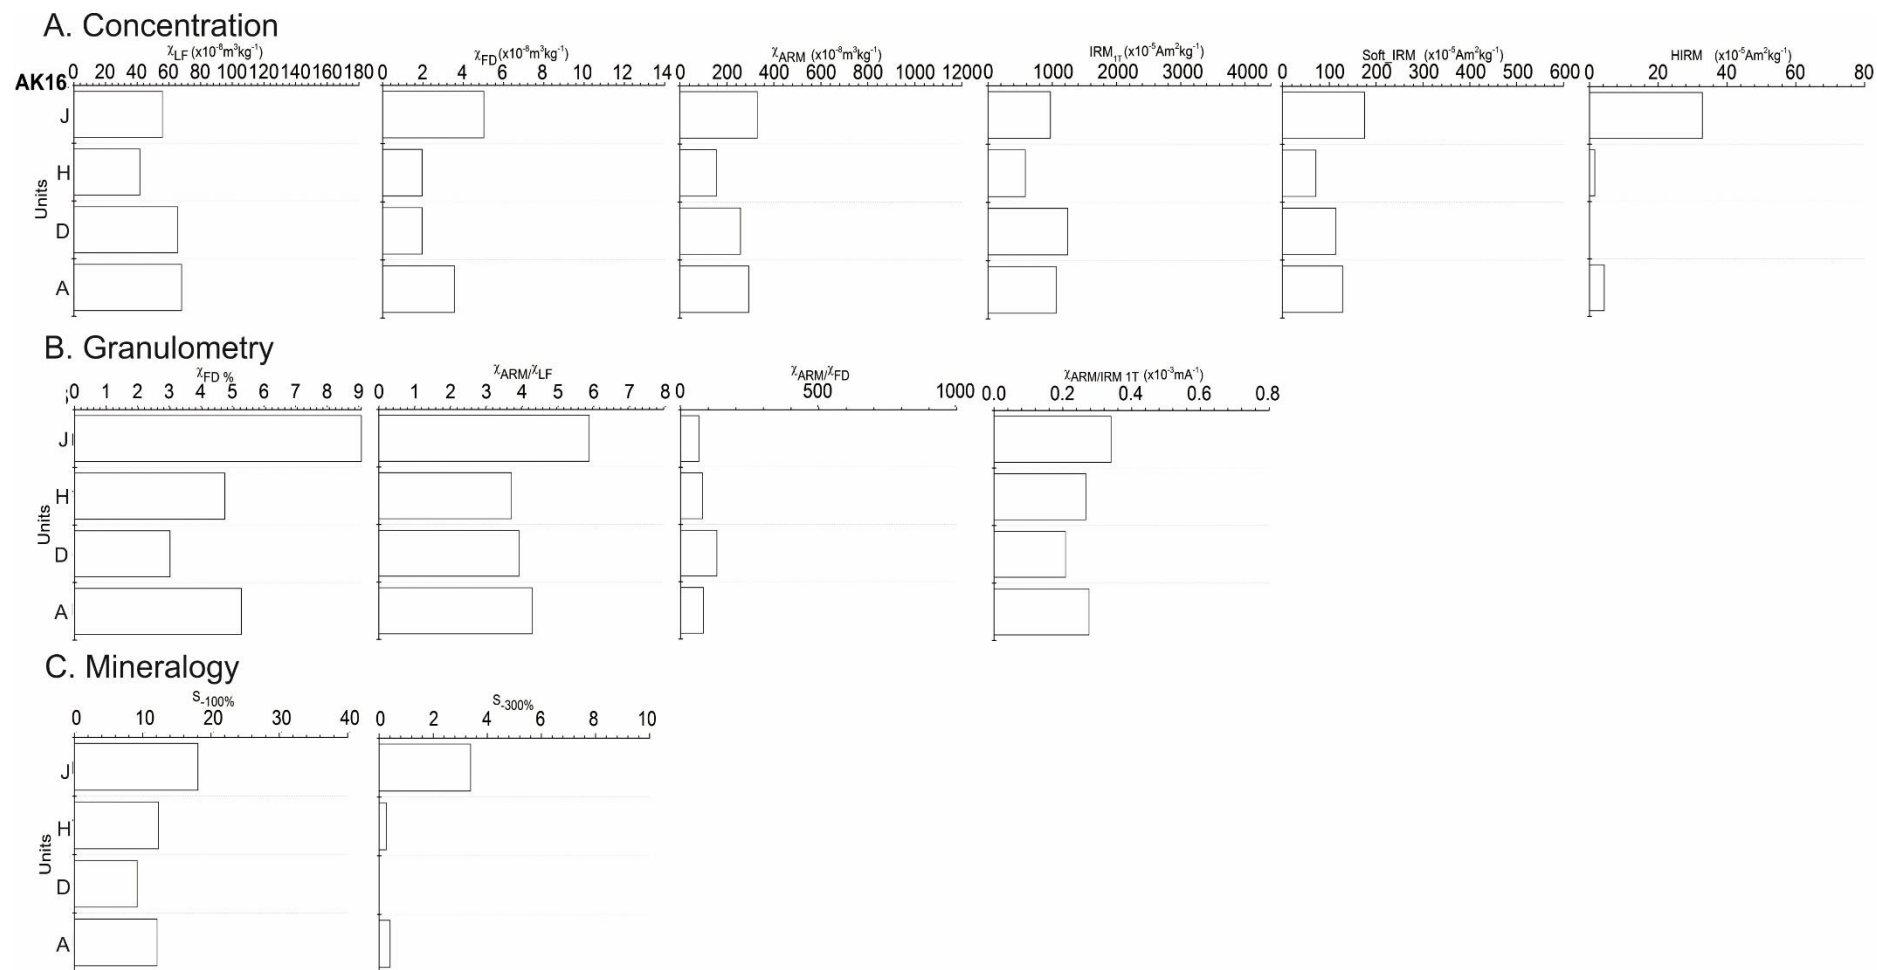 A. Concentration
χLF (x10⁻⁸m³kg⁻¹) χFD (x10⁻⁸m³kg⁻¹) χARM (x10⁻⁸m³kg⁻¹) IRM1T (x10⁻⁵Am²kg⁻¹) Soft_IRM (x10⁻⁵Am²kg⁻¹) HIRM (x10⁻⁵Am²kg⁻¹)
0 20 40 60 80 100 120 140 160 180 0 2 4 6 8 10 12 14 0 200 400 600 800 1000 1200 0 1000 2000 3000 4000 0 100 200 300 400 500 600 0 20 40 60 80
AK16
J
H
D
A
Units
B. Granulometry
χFD % χARM/χLF χARM/χFD χARM/IRM 1T (x10⁻³mA⁻¹)
0 1 2 3 4 5 6 7 8 9 0 1 2 3 4 5 6 7 8 0 500 1000 0.0 0.2 0.4 0.6 0.8
J
H
D
A
Units
C. Mineralogy
S-100% S-300%
0 10 20 30 40 0 2 4 6 8 10
J
H
D
A
Units